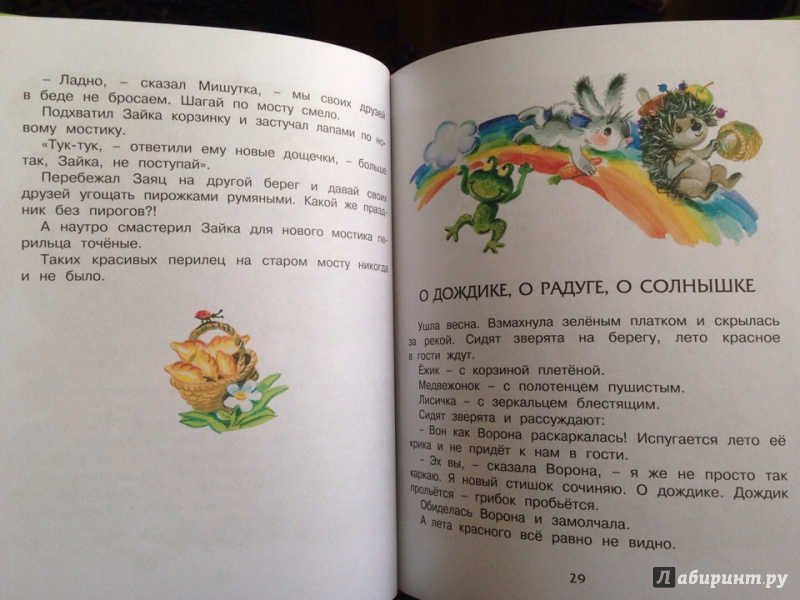 – Ладно, – сказал Мишутка, – мы своих друзей
в беде не бросаем. Шагай по мосту смело.
Подхватил Зайка корзинку и застучал лапами по но-
вому мостику.
«Тук-тук, – ответили ему новые дощечки, – больше
так, Зайка, не поступай».
Перебежал Заяц на другой берег и давай своих
друзей угощать пирожками румяными. Какой же празд-
ник без пирогов?!
А наутро смастерил Зайка для нового мостика пе-
рильца точёные.
Таких красивых перилец на старом мосту никогда
и не было.
О ДОЖДИКЕ, О РАДУГЕ, О СОЛНЫШКЕ
Ушла весна. Взмахнула зелёным платком и скрылась
за рекой. Сидят зверята на берегу, лето красное
в гости ждут.
Ёжик – с корзиной плетёной.
Медвежонок – с полотенцем пушистым.
Лисичка – с зеркальцем блестящим.
Сидят зверята и рассуждают:
– Вон как Ворона раскаркалась! Испугается лето её
крика и не придёт к нам в гости.
– Эх вы, – сказала Ворона, – я же не просто так
каркаю. Я новый стишок сочиняю. О дождике. Дождик
прольётся – грибок пробьётся.
Обиделась Ворона и замолчала.
А лета красного всё равно не видно.
29
Лабиринт.ру